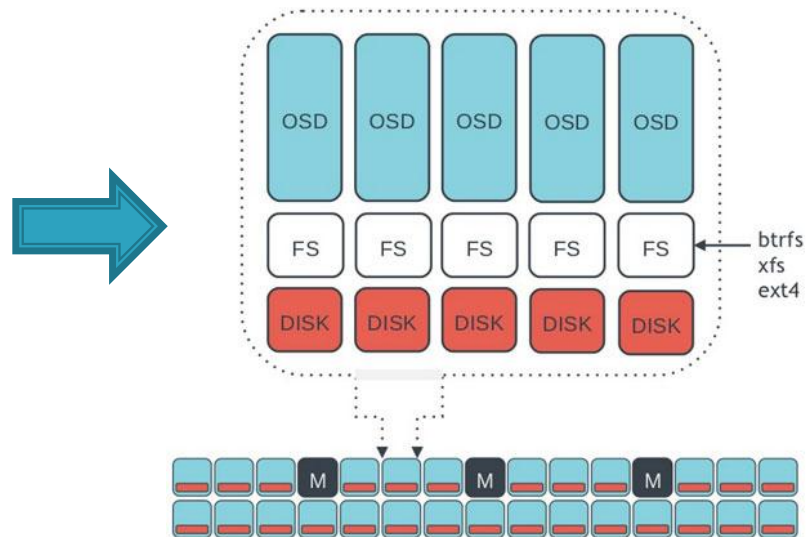 OSD OSD OSD OSD OSD
FS FS FS FS FS
btrfs
xfs
ext4
DISK DISK DISK DISK DISK
M M M